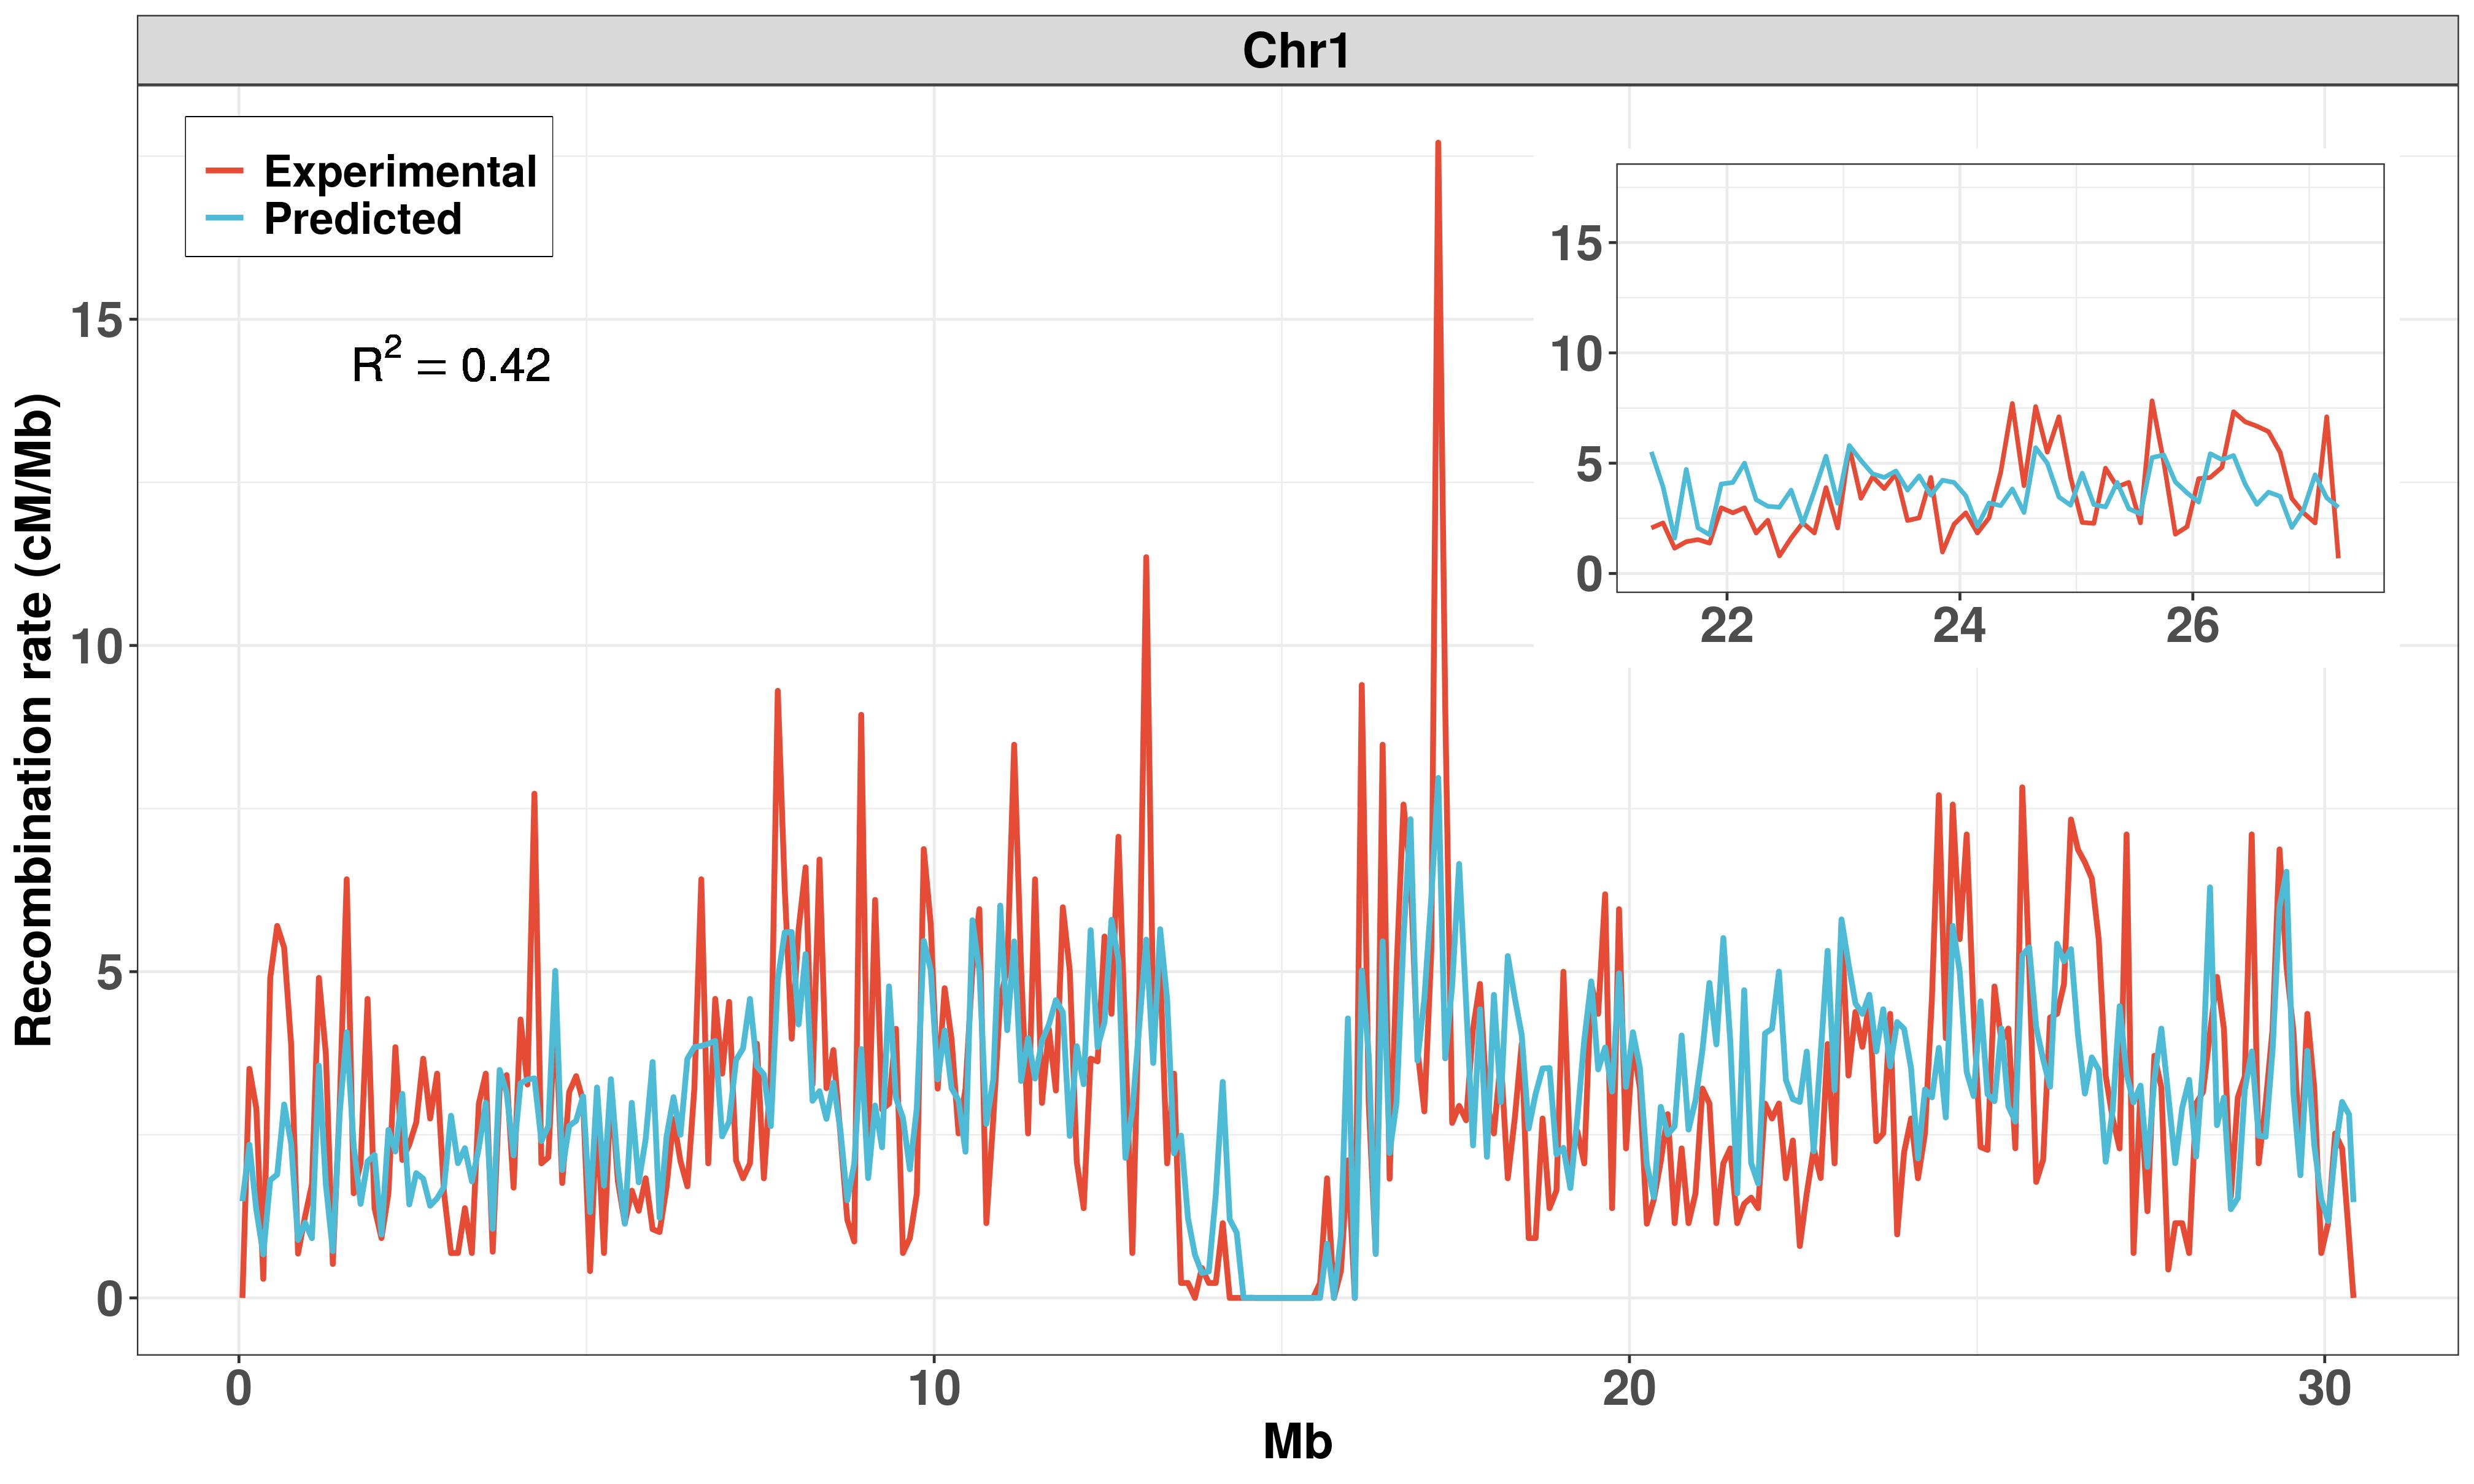 Chr1
Experimental
Predicted
R² = 0.42
Recombination rate (cM/Mb)
15
10
5
0
0
10
20
30
Mb
15
10
5
0
22
24
26